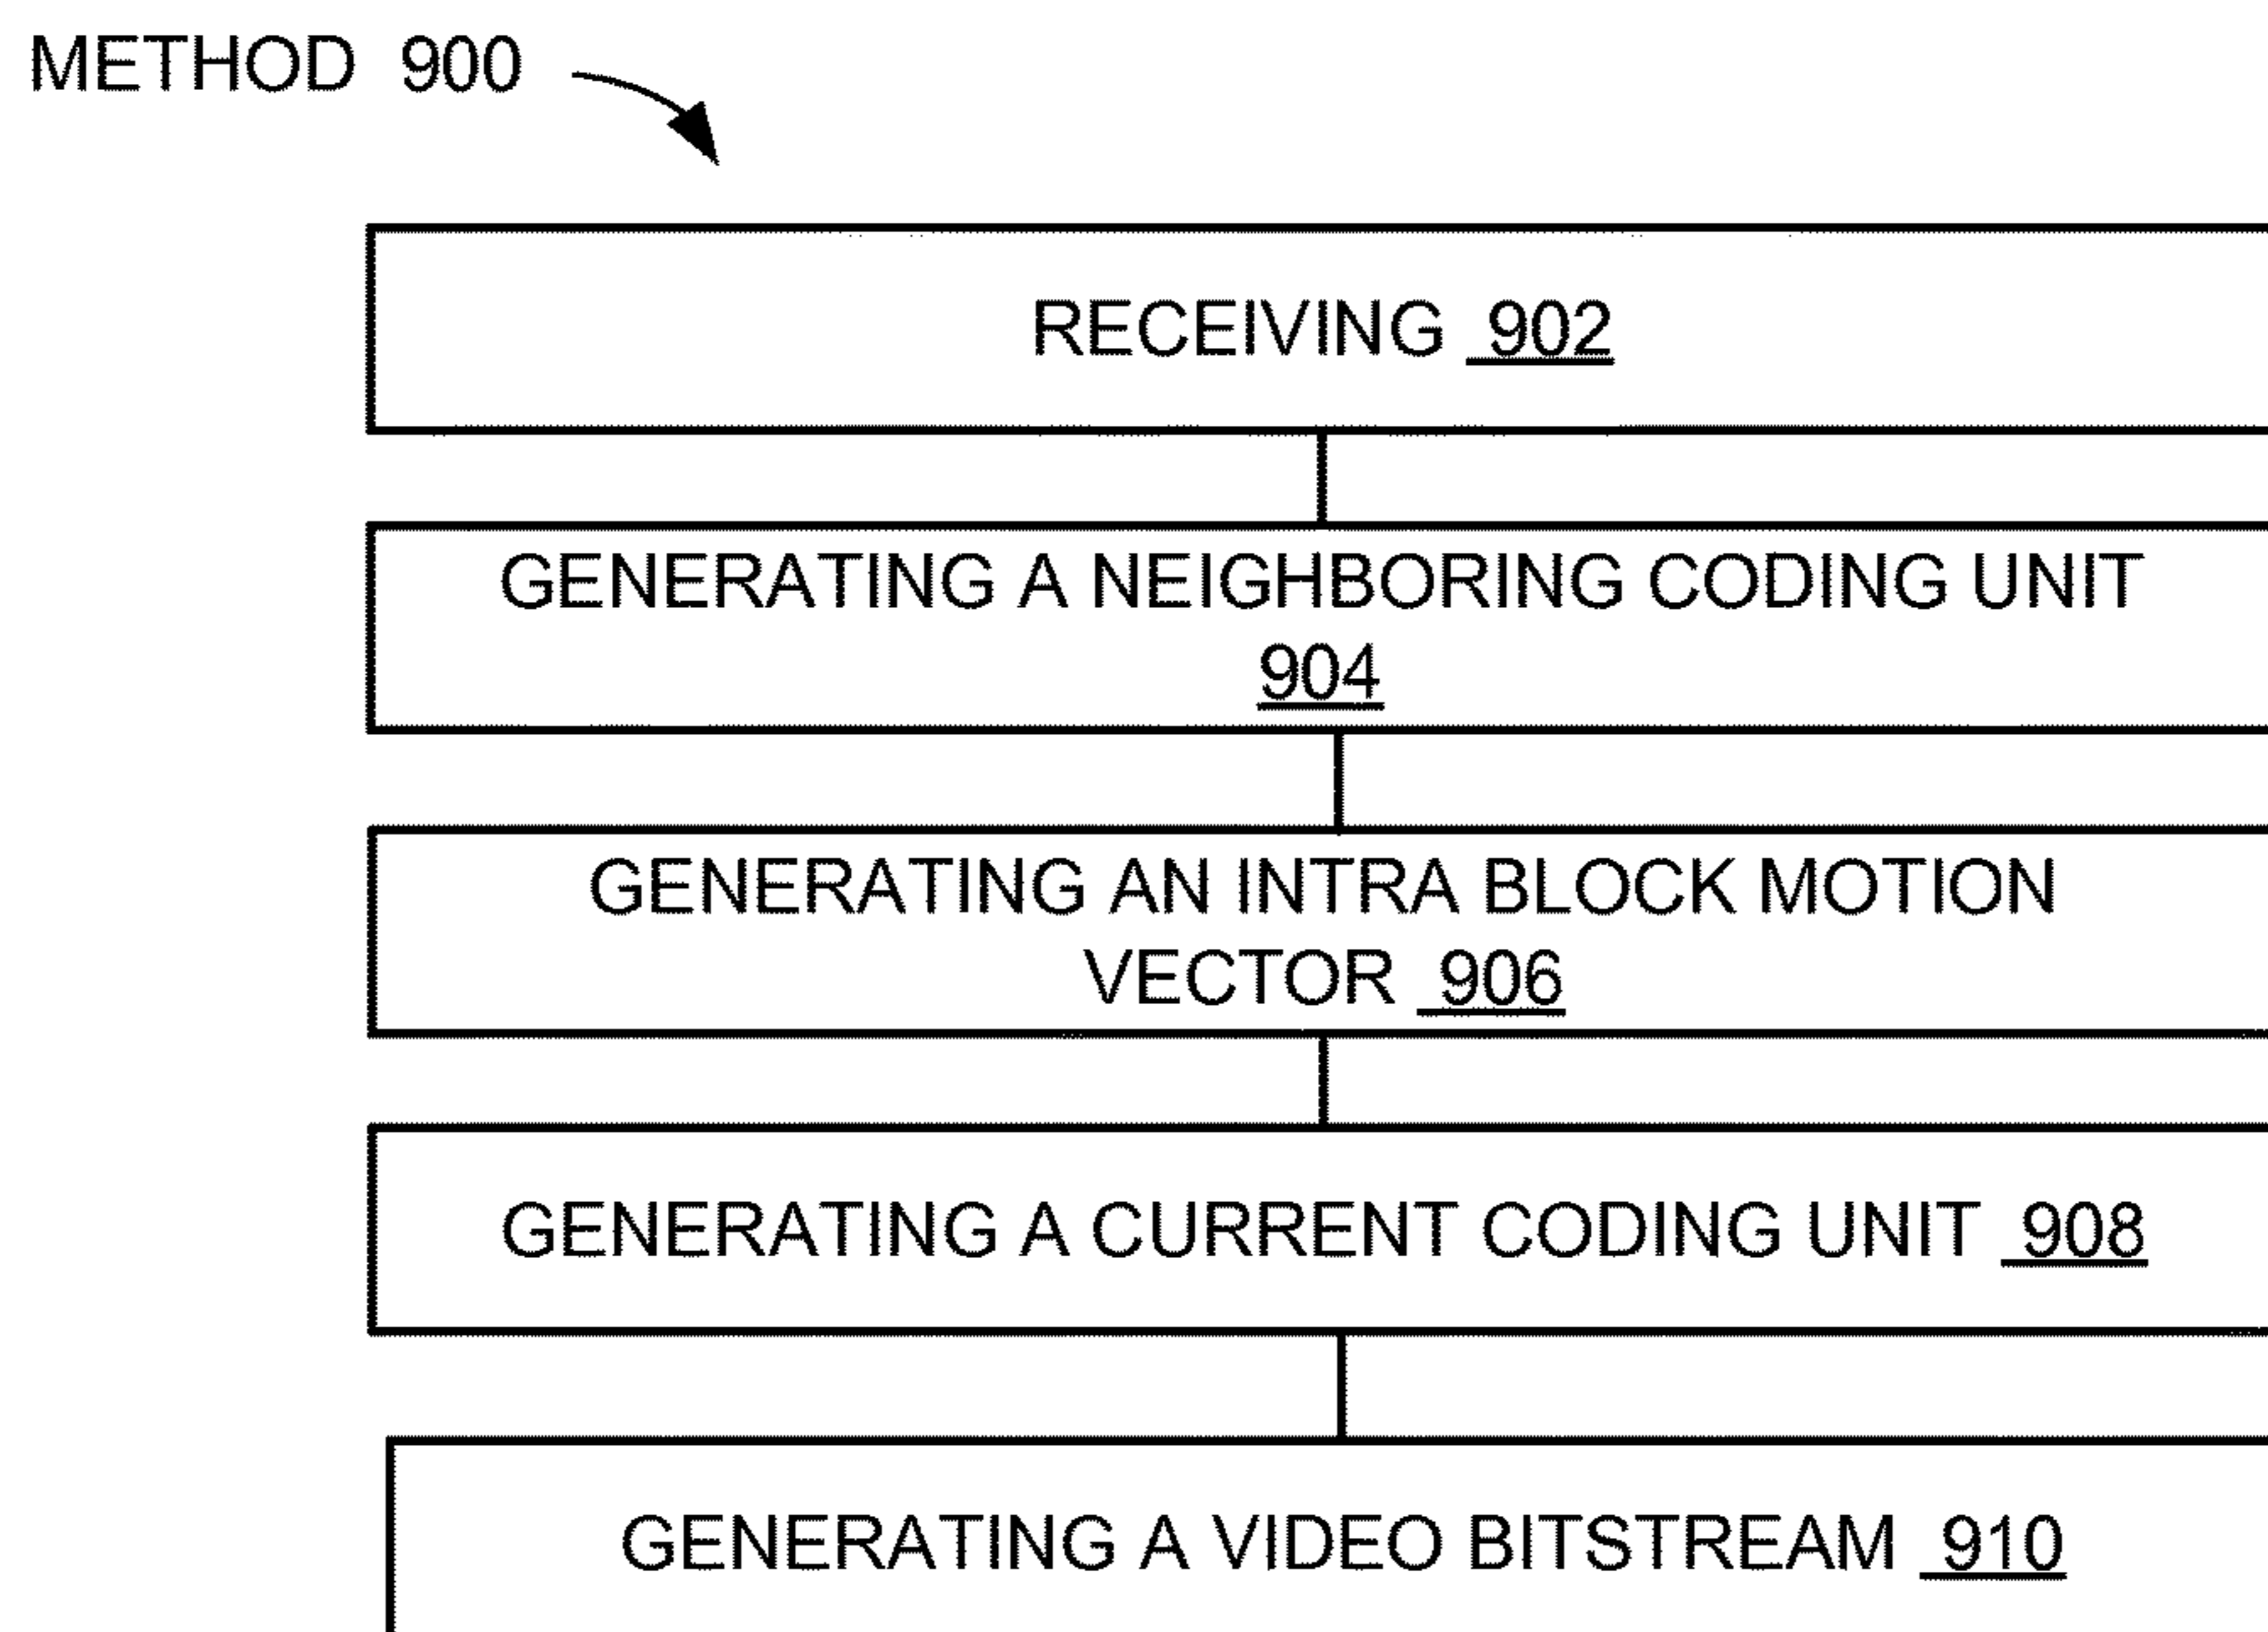 METHOD 900
RECEIVING 902
GENERATING A NEIGHBORING CODING UNIT
904
GENERATING AN INTRA BLOCK MOTION
VECTOR 906
GENERATING A CURRENT CODING UNIT 908
GENERATING A VIDEO BITSTREAM 910